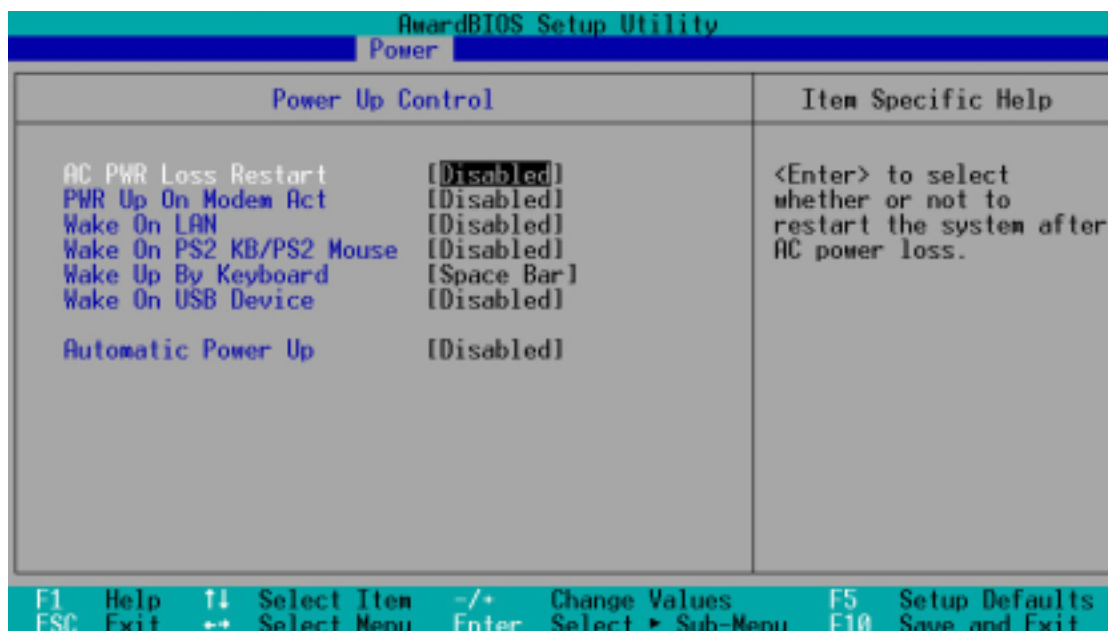 AwardBIOS Setup Utility
Power
Power Up Control
Item Specific Help
AC PWR Loss Restart [Disabled]
PWR Up On Modem Act [Disabled]
Wake On LAN [Disabled]
Wake On PS2 KB/PS2 Mouse [Disabled]
Wake Up By Keyboard [Space Bar]
Wake On USB Device [Disabled]
Automatic Power Up [Disabled]
<Enter> to select
whether or not to
restart the system after
AC power loss.
F1 Help ↑↓ Select Item -/+ Change Values F5 Setup Defaults
ESC Exit ←→ Select Menu Enter Select ► Sub-Menu F10 Save and Exit